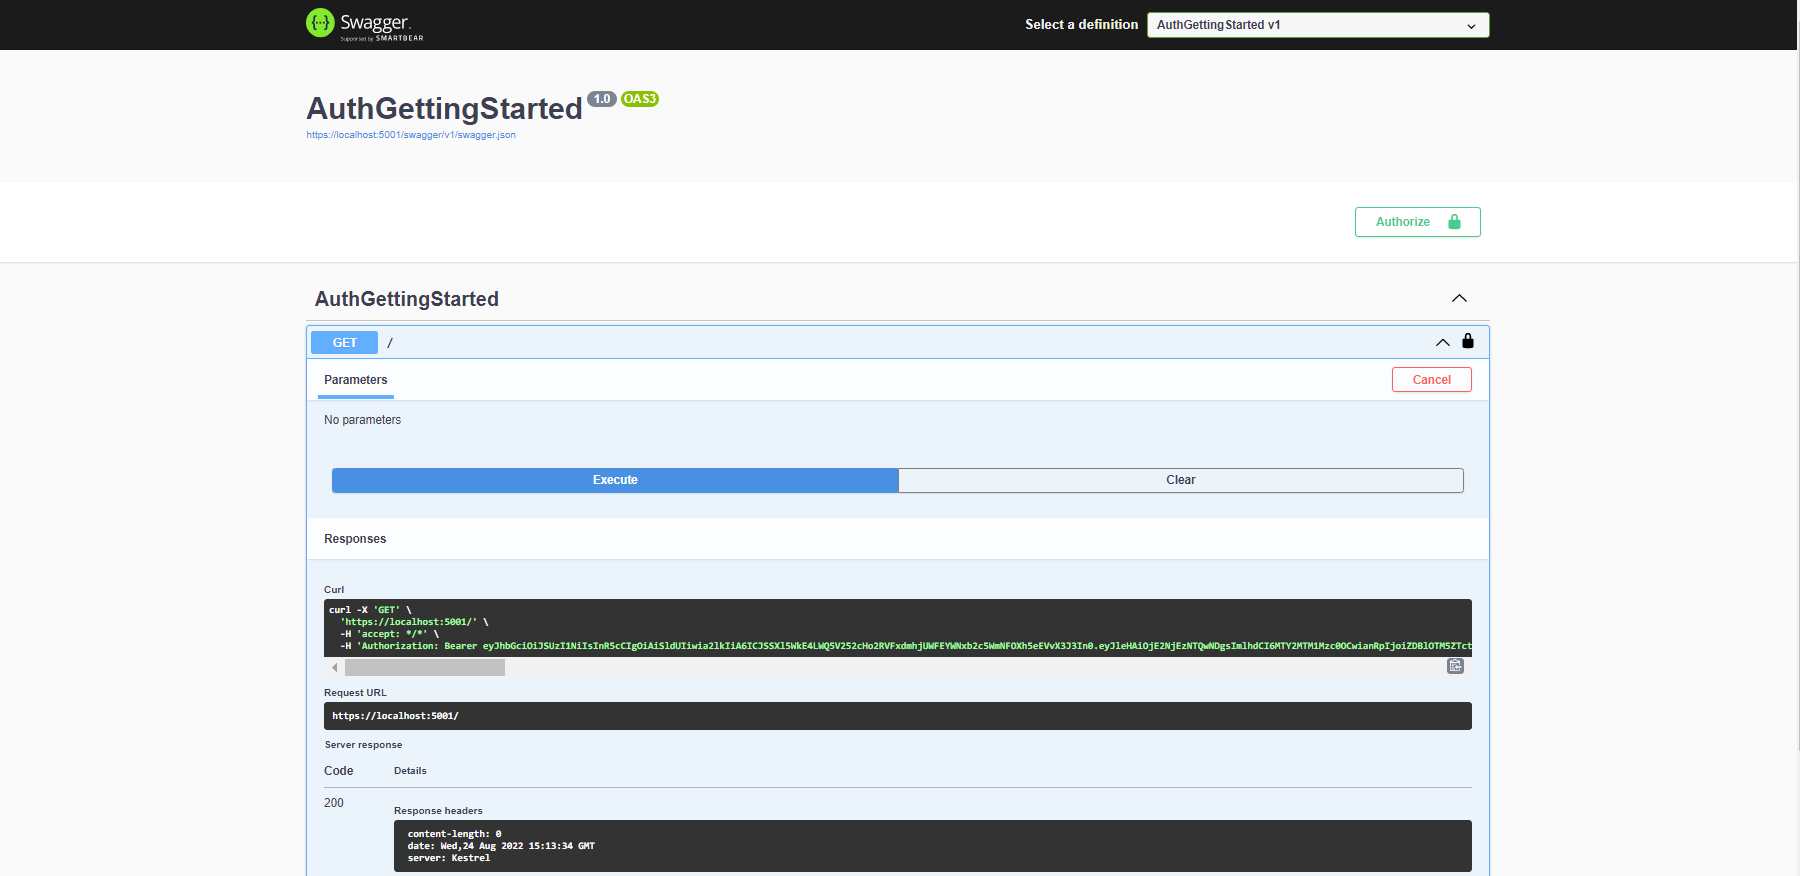 Swagger.
Supported by SMARTBEAR
Select a definition
AuthGettingStarted v1
AuthGettingStarted 1.0 OAS3
https://localhost:5001/swagger/v1/swagger.json
Authorize
AuthGettingStarted
GET /
Parameters
Cancel
No parameters
Execute
Clear
Responses
Curl
curl -X 'GET' \
'https://localhost:5001/' \
-H 'accept: */*' \
-H 'Authorization: Bearer
Request URL
https://localhost:5001/
Server response
Code Details
200
Response headers
content-length: 0
date: Wed,24 Aug 2022 15:13:34 GMT
server: Kestrel